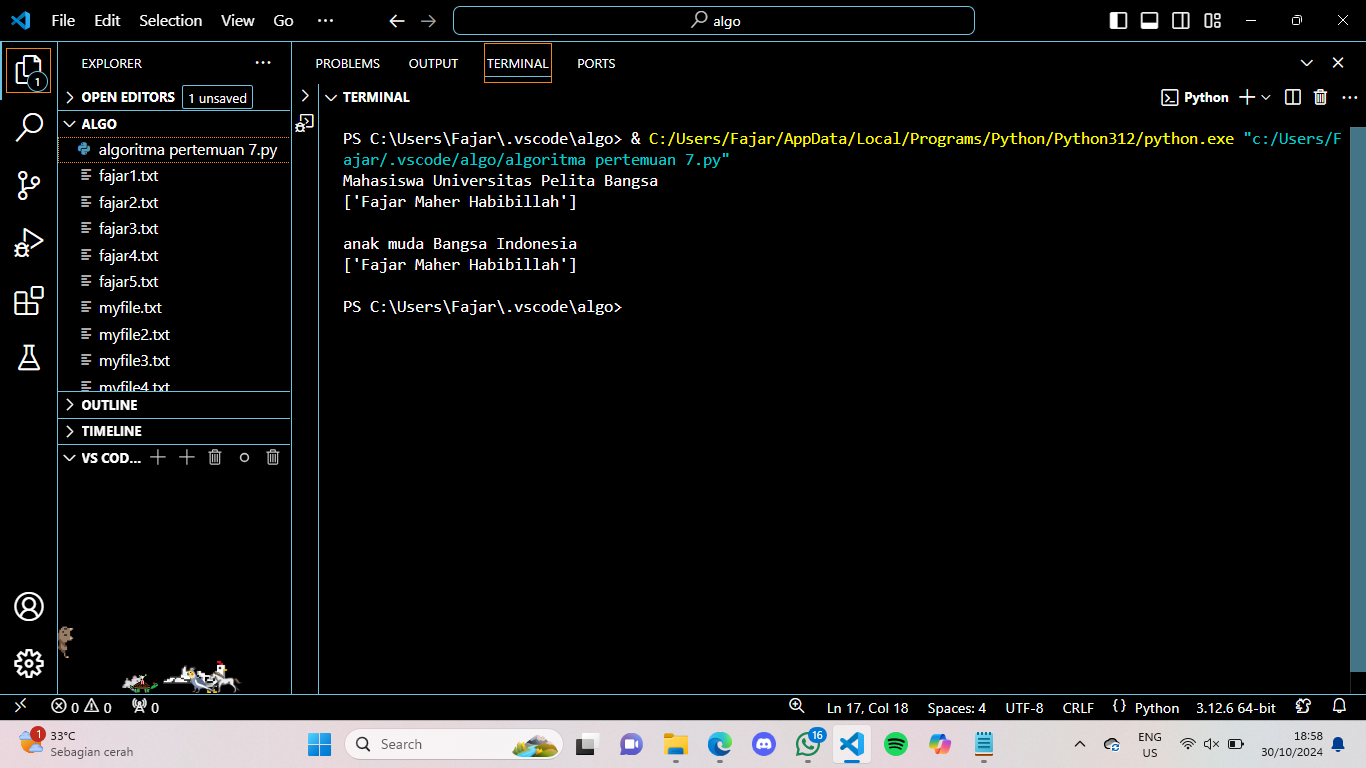 File Edit Selection View Go ... algo
EXPLORER ...
OPEN EDITORS 1 unsaved
ALGO
algoritma pertemuan 7.py
fajar1.txt
fajar2.txt
fajar3.txt
fajar4.txt
fajar5.txt
myfile.txt
myfile2.txt
myfile3.txt
myfile4.txt
OUTLINE
TIMELINE
VS COD...
1
PROBLEMS OUTPUT TERMINAL PORTS
TERMINAL
Python
PS C:\Users\Fajar\.vscode\algo> & C:/Users/Fajar/AppData/Local/Programs/Python/Python312/python.exe "c:/Users/F
ajar/.vscode/algo/algoritma pertemuan 7.py"
Mahasiswa Universitas Pelita Bangsa
['Fajar Maher Habibillah']
anak muda Bangsa Indonesia
['Fajar Maher Habibillah']
PS C:\Users\Fajar\.vscode\algo>
0 0 0 Ln 17, Col 18 Spaces: 4 UTF-8 CRLF {} Python 3.12.6 64-bit
1
33°C
Sebagian cerah
Search
16
ENG
US
18:58
30/10/2024